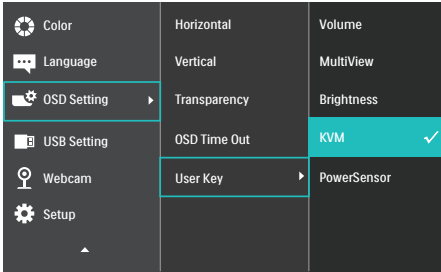 Color
Language
OSD Setting
USB Setting
Webcam
Setup
Horizontal
Vertical
Transparency
OSD Time Out
User Key
Volume
MultiView
Brightness
KVM
PowerSensor